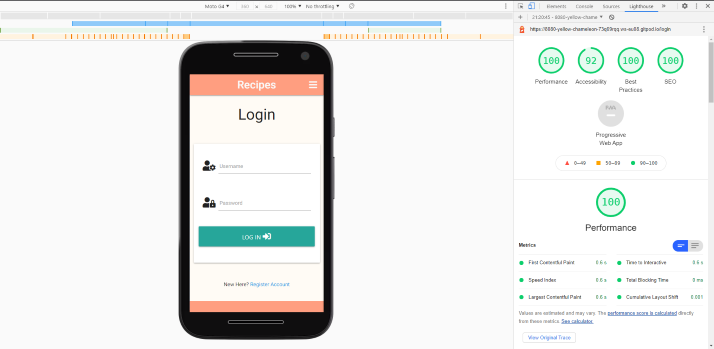 Moto G4 ▼ 360 × 640 100% ▼ No throttling ▼
Elements Console Sources Lighthouse »
21:20:45 - 8080-yellow-chame ▼
https://8080-yellow-chameleon-73q99rpj.ws-eu08.gitpod.io/login
Recipes
Login
Username
Password
LOG IN
New Here? Register Account
100 92 100 100
Performance Accessibility Best Practices SEO
Progressive Web App
0–49 50–89 90–100
100
Performance
Metrics
First Contentful Paint 0.6 s
Time to Interactive 0.6 s
Speed Index 0.6 s
Total Blocking Time 0 ms
Largest Contentful Paint 0.6 s
Cumulative Layout Shift 0.001
Values are estimated and may vary. The performance score is calculated directly
from these metrics. See calculator.
View Original Trace